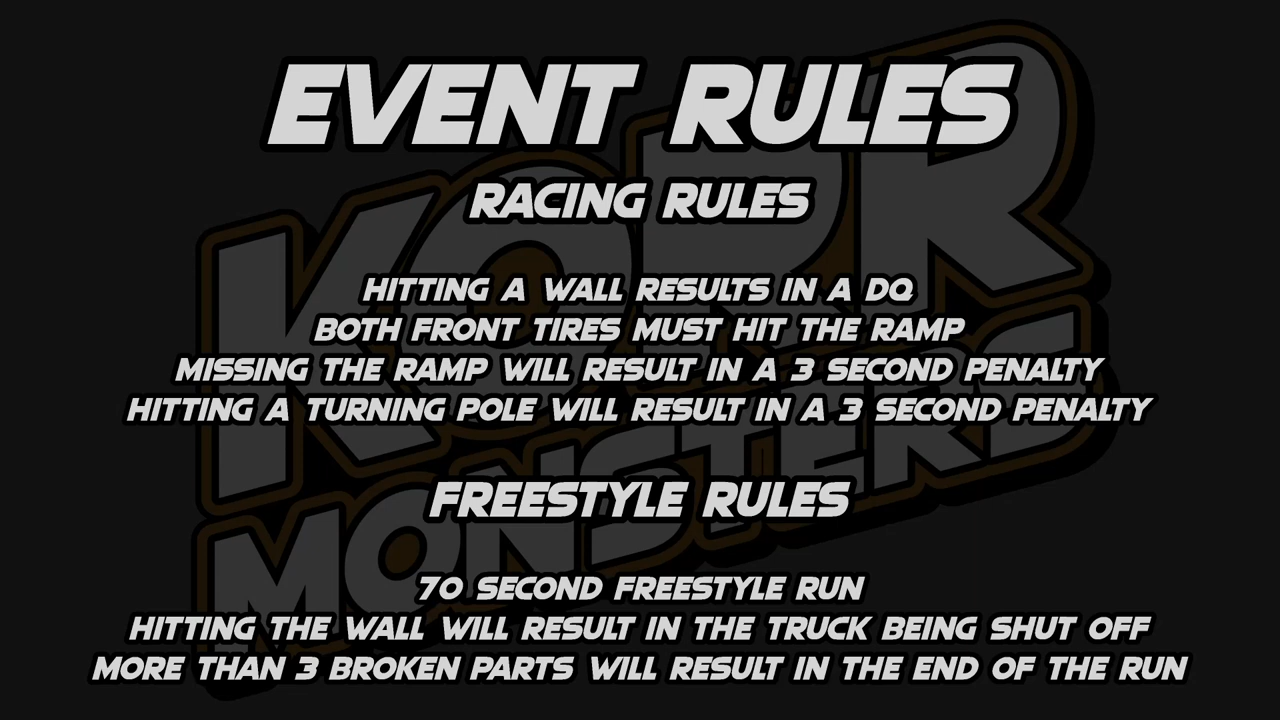 EVENT RULES
RACING RULES
HITTING A WALL RESULTS IN A DQ
BOTH FRONT TIRES MUST HIT THE RAMP
MISSING THE RAMP WILL RESULT IN A 3 SECOND PENALTY
HITTING A TURNING POLE WILL RESULT IN A 3 SECOND PENALTY
FREESTYLE RULES
70 SECOND FREESTYLE RUN
HITTING THE WALL WILL RESULT IN THE TRUCK BEING SHUT OFF
MORE THAN 3 BROKEN PARTS WILL RESULT IN THE END OF THE RUN
MONSTERS